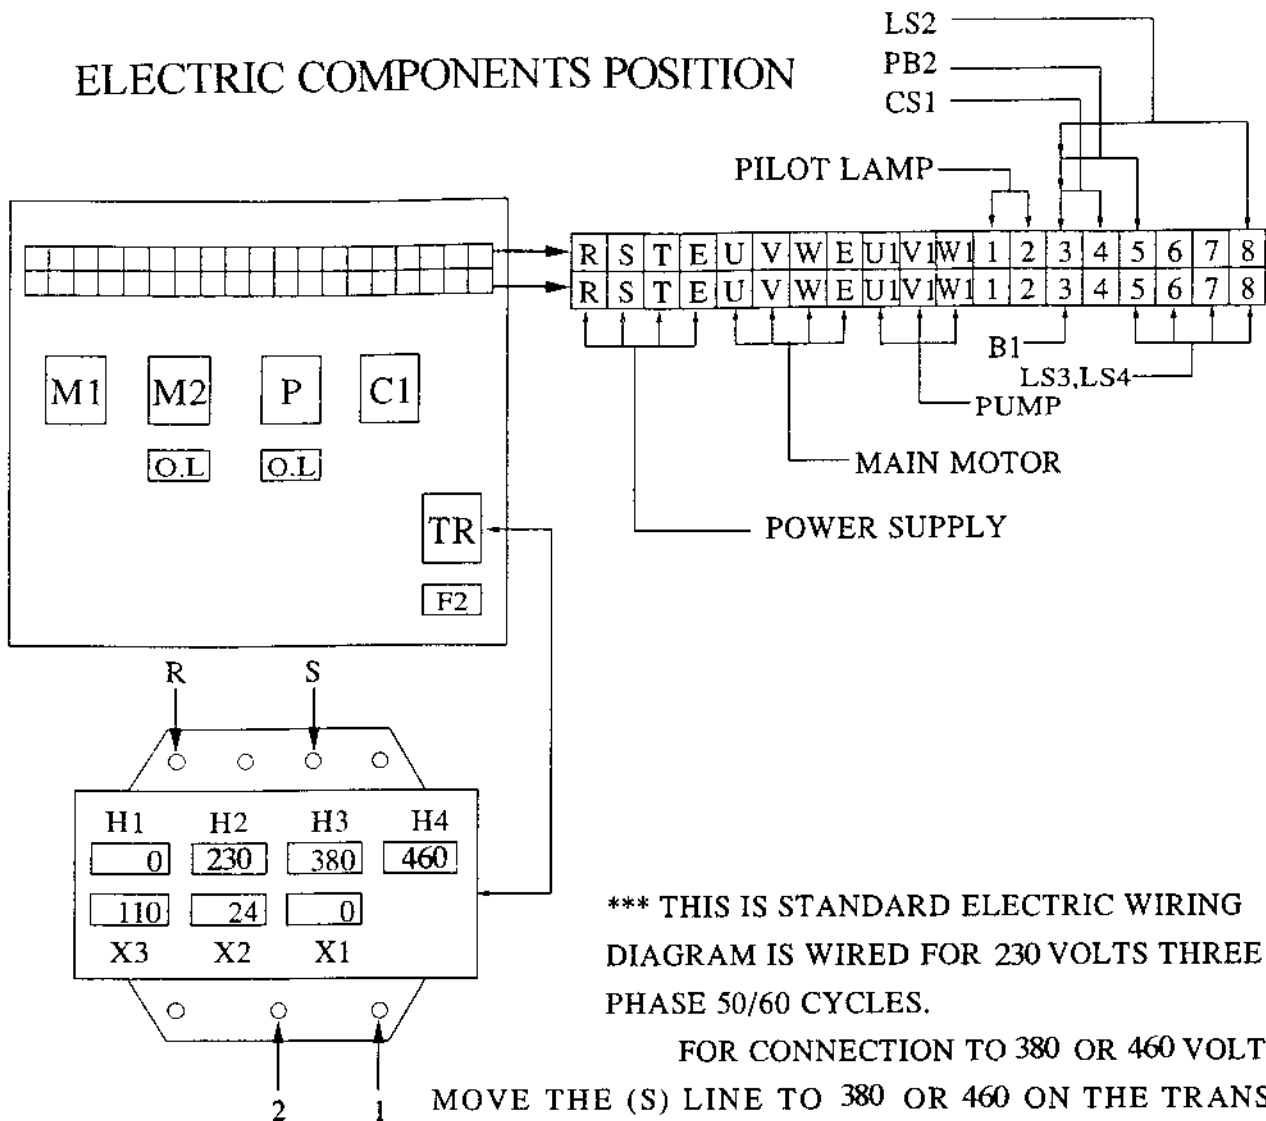 ELECTRIC COMPONENTS POSITION
LS2
PB2
CS1
PILOT LAMP
R S T E U V W E U1 V1 W1 1 2 3 4 5 6 7 8
R S T E U V W E U1 V1 W1 1 2 3 4 5 6 7 8
B1
LS3,LS4
PUMP
MAIN MOTOR
POWER SUPPLY
M1 M2 P C1
O.L O.L
TR
F2
R S
H1 H2 H3 H4
0 230 380 460
110 24 0
X3 X2 X1
2 1
*** THIS IS STANDARD ELECTRIC WIRING
DIAGRAM IS WIRED FOR 230 VOLTS THREE
PHASE 50/60 CYCLES.
FOR CONNECTION TO 380 OR 460 VOLT
MOVE THE (S) LINE TO 380 OR 460 ON THE TRANS